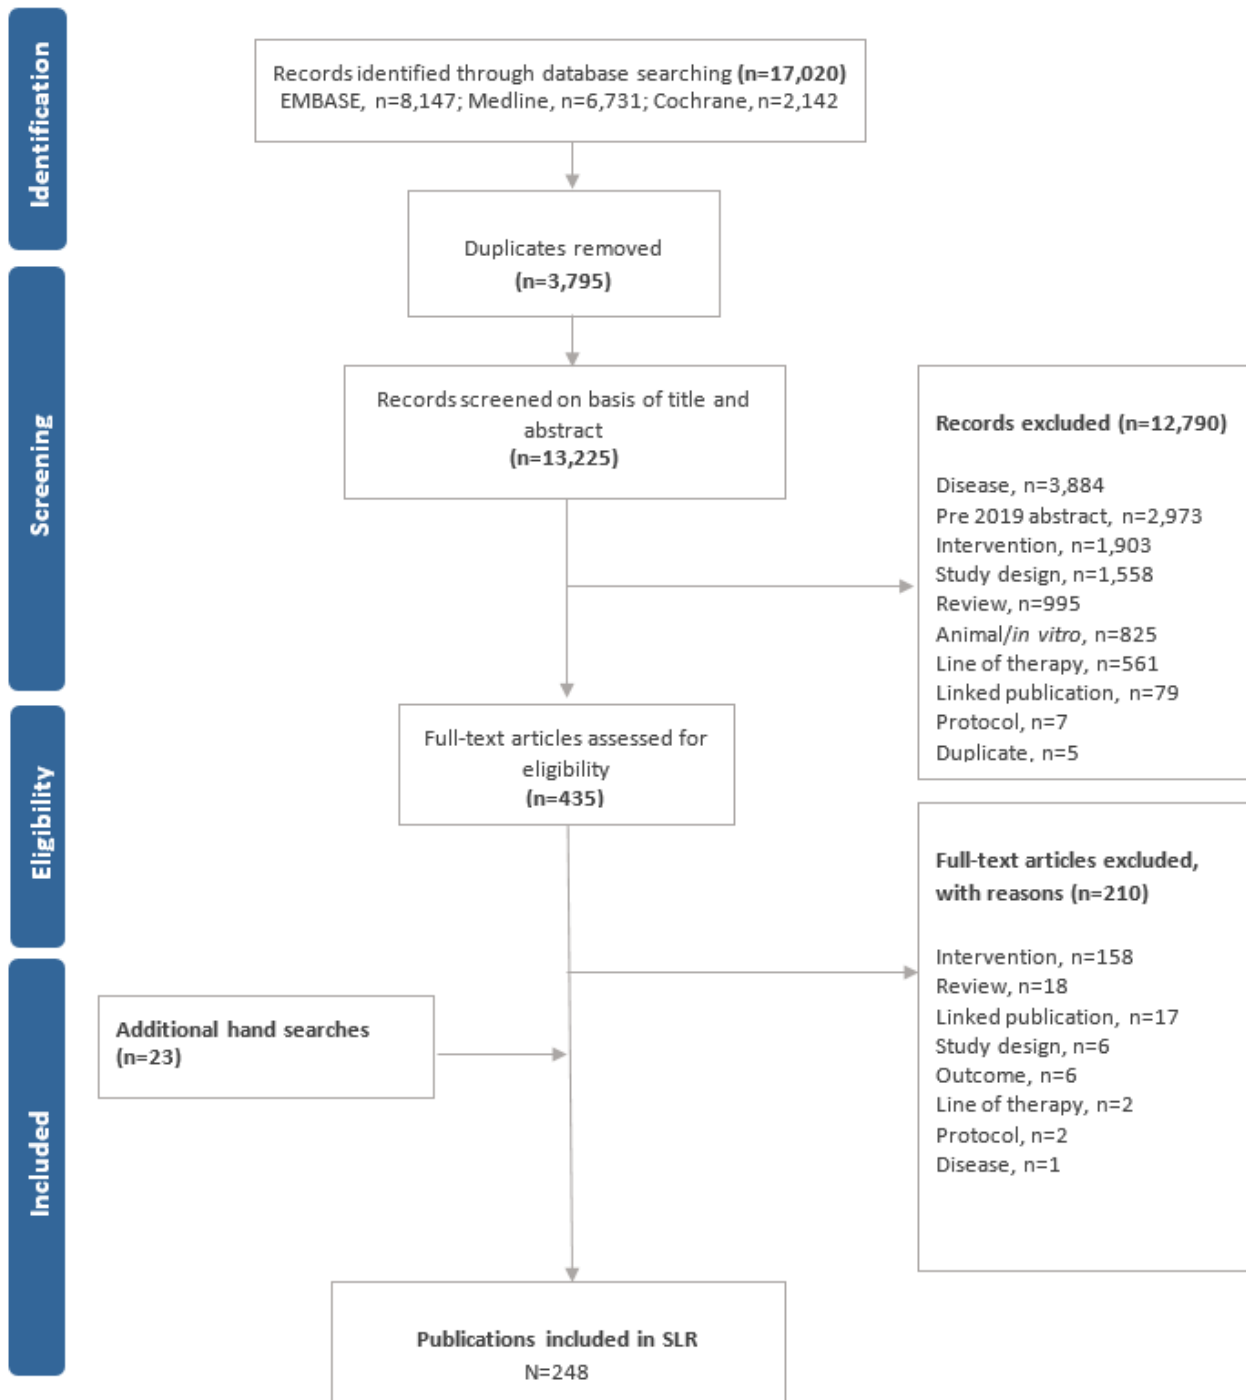 Identification
Records identified through database searching (n=17,020)
EMBASE, n=8,147; Medline, n=6,731; Cochrane, n=2,142
Duplicates removed
(n=3,795)
Screening
Records screened on basis of title and
abstract
(n=13,225)
Records excluded (n=12,790)
Disease, n=3,884
Pre 2019 abstract, n=2,973
Intervention, n=1,903
Study design, n=1,558
Review, n=995
Animal/in vitro, n=825
Line of therapy, n=561
Linked publication, n=79
Protocol, n=7
Duplicate, n=5
Eligibility
Full-text articles assessed for
eligibility
(n=435)
Full-text articles excluded,
with reasons (n=210)
Intervention, n=158
Review, n=18
Linked publication, n=17
Study design, n=6
Outcome, n=6
Line of therapy, n=2
Protocol, n=2
Disease, n=1
Included
Additional hand searches
(n=23)
Publications included in SLR
N=248